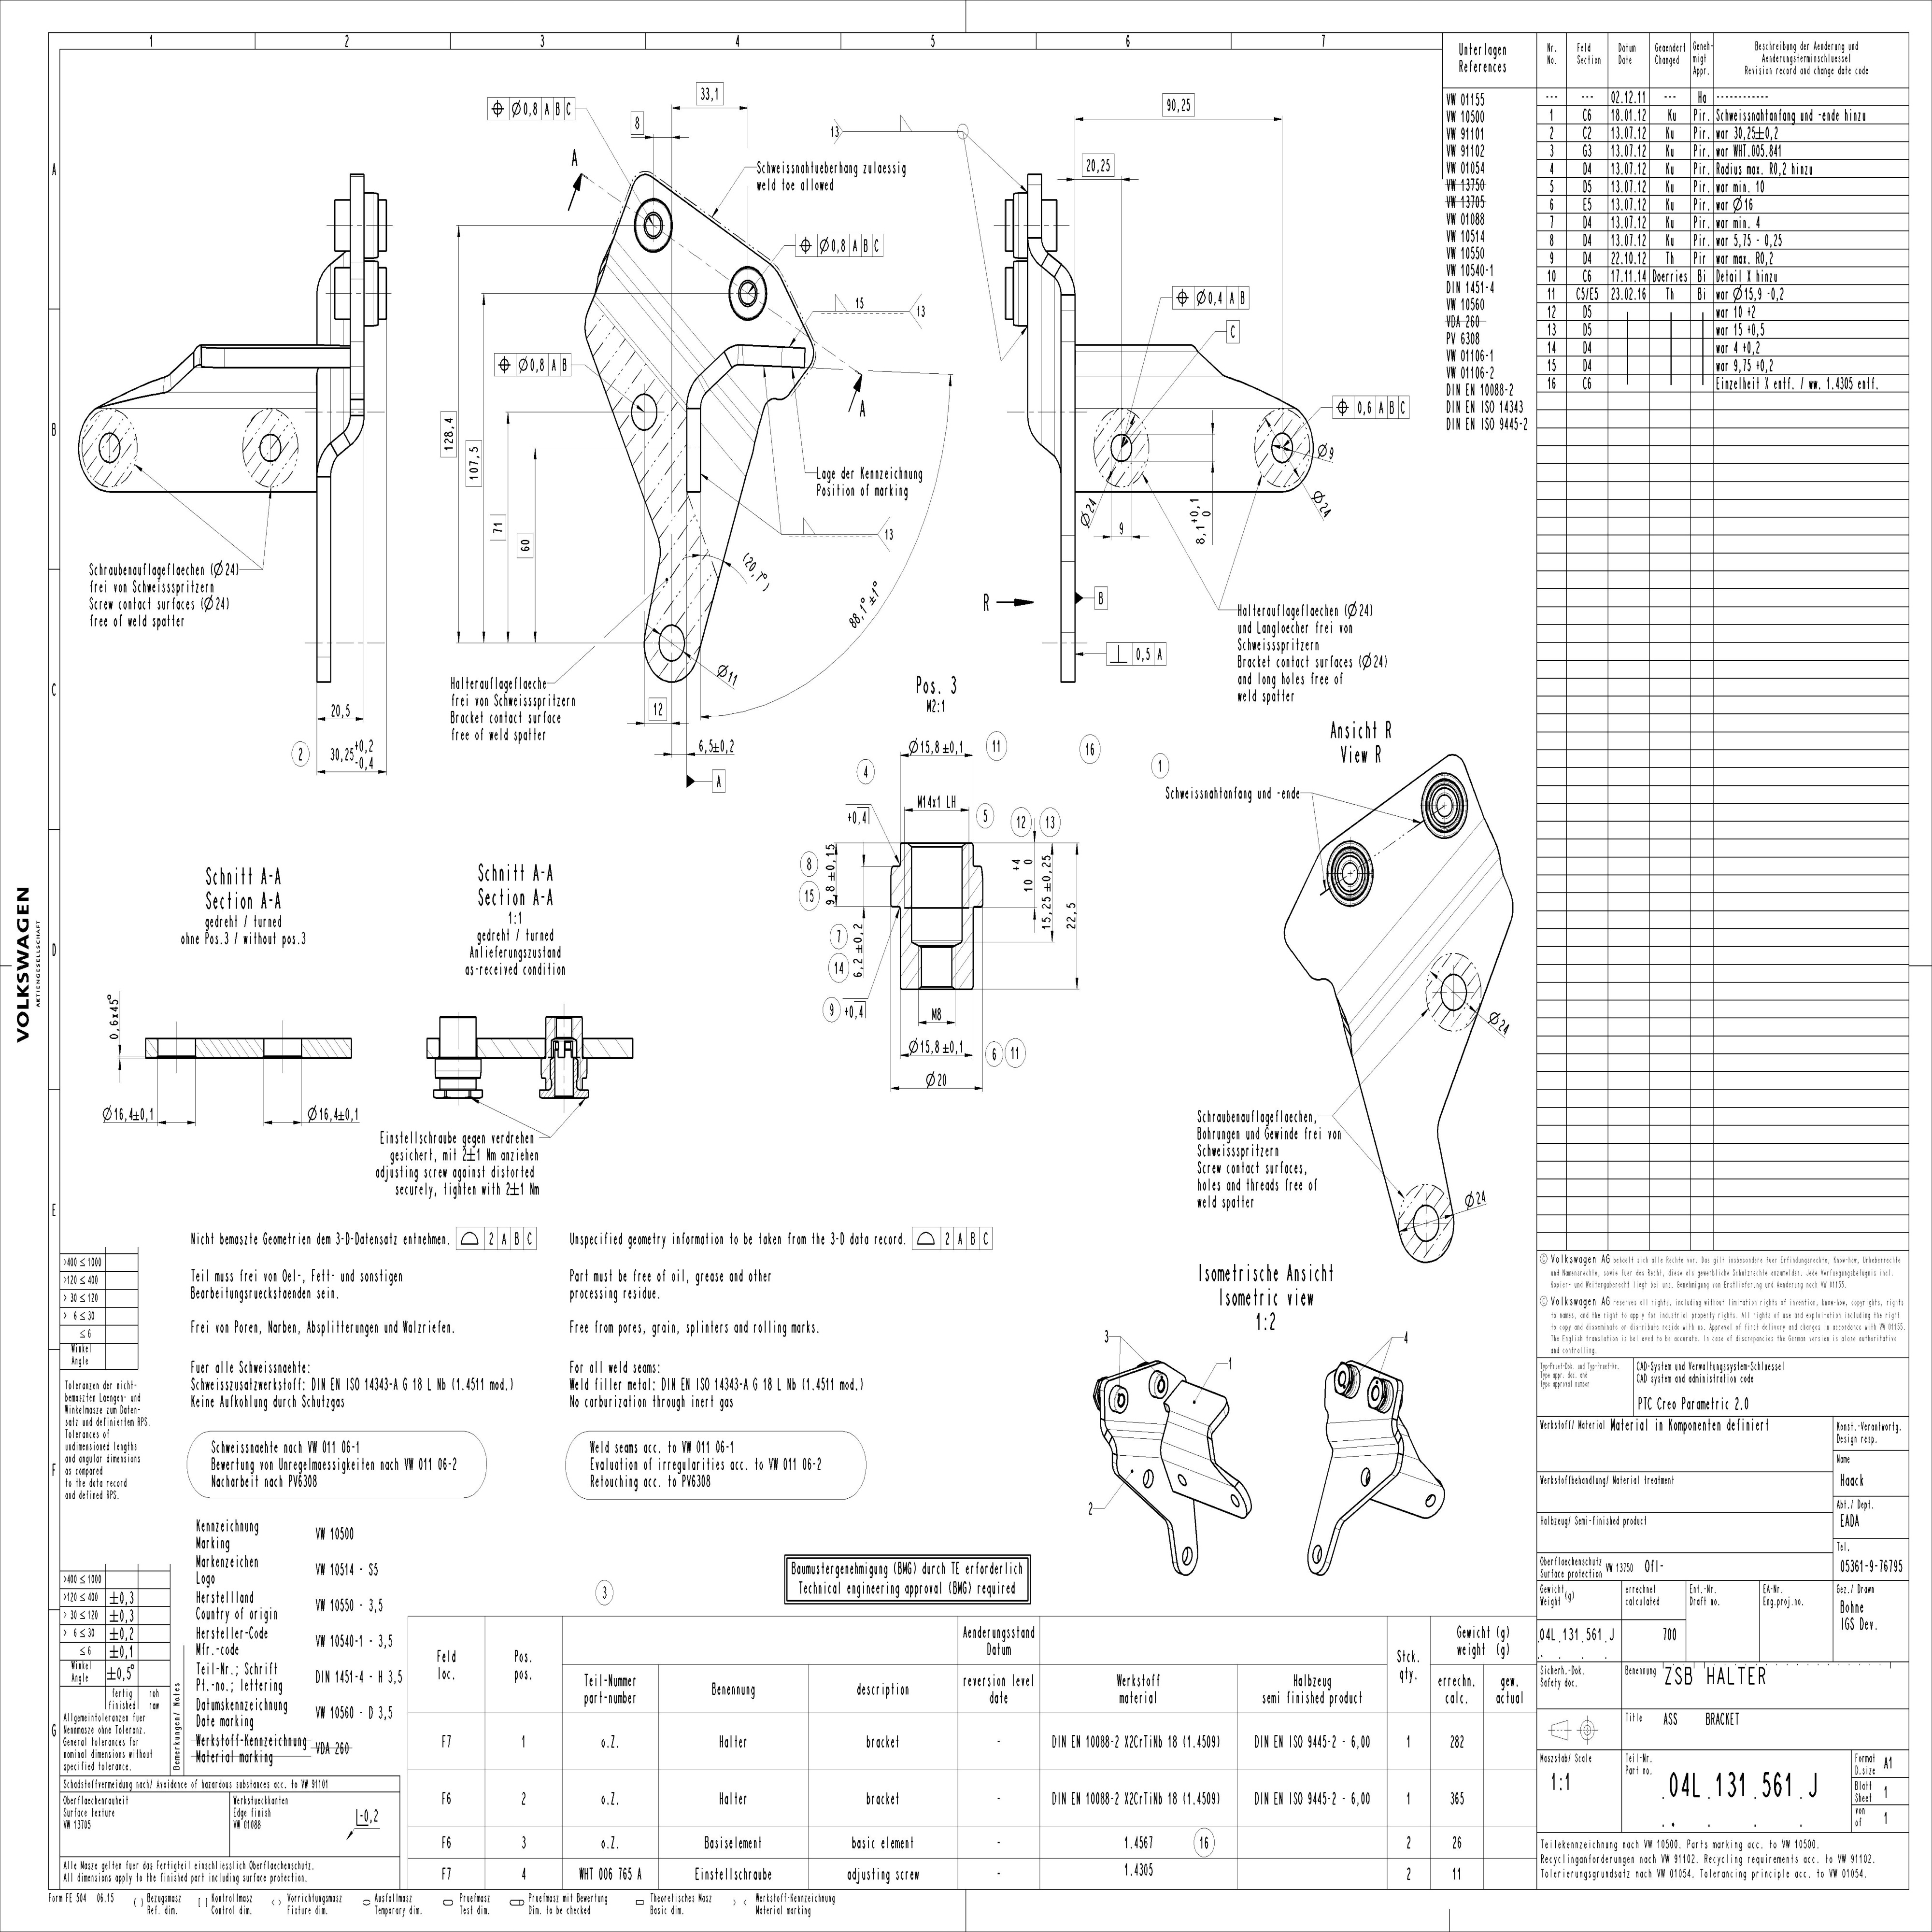 1 2 3 4 5 6 7
A
B
C
D
E
F
G
VOLKSWAGEN
AKTIENGESELLSCHAFT
Schraubenauflageflaechen (Ø24)
frei von Schweissspritzern
Screw contact surfaces (Ø24)
free of weld spatter
20,5
2
30,25 +0,2 -0,4
⌖ Ø0,8 A B C
33,1
8
A
Schweissnahtueberhang zulaessig
weld toe allowed
⌖ Ø0,8 A B C
15
13
⌖ Ø0,8 A B
A
128,4
107,5
71
60
Lage der Kennzeichnung
Position of marking
13
(20,7°)
88,1°±1°
Ø11
Halterauflageflaeche
frei von Schweissspritzern
Bracket contact surface
free of weld spatter
12
6,5±0,2
A
13
90,25
20,25
⌖ Ø0,4 A B
C
⌖ 0,6 A B C
Ø9
Ø24
Ø24
9
8,1 +0,1 0
R
B
⊥ 0,5 A
Halterauflageflaechen (Ø24)
und Langloecher frei von
Schweissspritzern
Bracket contact surfaces (Ø24)
and long holes free of
weld spatter
Pos. 3
M2:1
Ø15,8 ±0,1
11
16
4
M14x1 LH
+0,4
5
12 13
8
15
9,8 ±0,15
7
14
6,2 ±0,2
9
+0,4
10 +4 0
15,25 ±0,25
22,5
M8
Ø15,8 ±0,1
6 11
Ø20
Ansicht R
View R
1
Schweissnahtanfang und -ende
Ø24
Schraubenauflageflaechen,
Bohrungen und Gewinde frei von
Schweissspritzern
Screw contact surfaces,
holes and threads free of
weld spatter
Ø24
Schnitt A-A
Section A-A
gedreht / turned
ohne Pos.3 / without pos.3
0,6x45°
Ø16,4±0,1
Ø16,4±0,1
Schnitt A-A
Section A-A
1:1
gedreht / turned
Anlieferungszustand
as-received condition
Einstellschraube gegen verdrehen
gesichert, mit 2±1 Nm anziehen
adjusting screw against distorted
securely, tighten with 2±1 Nm
Nicht bemaszte Geometrien dem 3-D-Datensatz entnehmen. ⌓ 2 A B C
Teil muss frei von Oel-, Fett- und sonstigen
Bearbeitungsrueckstaenden sein.
Frei von Poren, Narben, Absplitterungen und Walzriefen.
Fuer alle Schweissnaehte:
Schweisszusatzwerkstoff: DIN EN ISO 14343-A G 18 L Nb (1.4511 mod.)
Keine Aufkohlung durch Schutzgas
Schweissnaehte nach VW 011 06-1
Bewertung von Unregelmaessigkeiten nach VW 011 06-2
Nacharbeit nach PV6308
Unspecified geometry information to be taken from the 3-D data record. ⌓ 2 A B C
Part must be free of oil, grease and other
processing residue.
Free from pores, grain, splinters and rolling marks.
For all weld seams:
Weld filler metal: DIN EN ISO 14343-A G 18 L Nb (1.4511 mod.)
No carburization through inert gas
Weld seams acc. to VW 011 06-1
Evaluation of irregularities acc. to VW 011 06-2
Retouching acc. to PV6308
Isometrische Ansicht
Isometric view
1:2
3
1
2
4
>400 ≤ 1000
>120 ≤ 400
> 30 ≤ 120
> 6 ≤ 30
≤ 6
Winkel
Angle
Toleranzen der nicht-
bemaszten Laengen- und
Winkelmasze zum Daten-
satz und definiertem RPS.
Tolerances of
undimensioned lengths
and angular dimensions
as compared
to the data record
and defined RPS.
>400 ≤ 1000
>120 ≤ 400 ±0,3
> 30 ≤ 120 ±0,3
> 6 ≤ 30 ±0,2
≤ 6 ±0,1
Winkel
Angle ±0,5°
fertig roh
finished raw
Allgemeintoleranzen fuer
Nennmasze ohne Toleranz.
General tolerances for
nominal dimensions without
specified tolerance.
Bemerkungen/ Notes
Kennzeichnung
Marking VW 10500
Markenzeichen
Logo VW 10514 - S5
Herstellland
Country of origin VW 10550 - 3,5
Hersteller-Code
Mfr.-code VW 10540-1 - 3,5
Teil-Nr.; Schrift
Pt.-no.; lettering DIN 1451-4 - H 3,5
Datumskennzeichnung
Date marking VW 10560 - D 3,5
Werkstoff-Kennzeichnung
Material marking VDA 260
Schadstoffvermeidung nach/ Avoidance of hazardous substances acc. to VW 91101
Oberflaechenrauheit
Surface texture
VW 13705
Werkstueckkanten
Edge finish
VW 01088
-0,2
Alle Masze gelten fuer das Fertigteil einschliesslich Oberflaechenschutz.
All dimensions apply to the finished part including surface protection.
Form FE 504 06.15
( ) Bezugsmasz Ref. dim.
[ ] Kontrollmasz Control dim.
< > Vorrichtungsmasz Fixture dim.
Ausfallmasz Temporary dim.
Pruefmasz Test dim.
Pruefmasz mit Bewertung Dim. to be checked
Theoretisches Masz Basic dim.
> < Werkstoff-Kennzeichnung Material marking
3
Baumustergenehmigung (BMG) durch TE erforderlich
Technical engineering approval (BMG) required
Feld loc. Pos. pos. Teil-Nummer part-number Benennung description Aenderungsstand Datum reversion level date Werkstoff material Halbzeug semi finished product Stck. qty. Gewicht (g) weight (g) errechn. calc. gew. actual
F7 1 o.Z. Halter bracket - DIN EN 10088-2 X2CrTiNb 18 (1.4509) DIN EN ISO 9445-2 - 6,00 1 282
F6 2 o.Z. Halter bracket - DIN EN 10088-2 X2CrTiNb 18 (1.4509) DIN EN ISO 9445-2 - 6,00 1 365
F6 3 o.Z. Basiselement basic element - 1.4567 16 2 26
F7 4 WHT 006 765 A Einstellschraube adjusting screw - 1.4305 2 11
Unterlagen
References
VW 01155
VW 10500
VW 91101
VW 91102
VW 01054
VW 13750
VW 13705
VW 01088
VW 10514
VW 10550
VW 10540-1
DIN 1451-4
VW 10560
VDA 260
PV 6308
VW 01106-1
VW 01106-2
DIN EN 10088-2
DIN EN ISO 14343
DIN EN ISO 9445-2
Nr. No. Feld Section Datum Date Geaendert Changed Geneh- migt Appr. Beschreibung der Aenderung und Aenderungsterminschluessel Revision record and change date code
--- --- 02.12.11 --- Ha ------------
1 C6 18.01.12 Ku Pir. Schweissnahtanfang und -ende hinzu
2 C2 13.07.12 Ku Pir. war 30,25±0,2
3 G3 13.07.12 Ku Pir. war WHT.005.841
4 D4 13.07.12 Ku Pir. Radius max. R0,2 hinzu
5 D5 13.07.12 Ku Pir. war min. 10
6 E5 13.07.12 Ku Pir. war Ø16
7 D4 13.07.12 Ku Pir. war min. 4
8 D4 13.07.12 Ku Pir. war 5,75 - 0,25
9 D4 22.10.12 Th Pir war max. R0,2
10 C6 17.11.14 Doerries Bi Detail X hinzu
11 C5/E5 23.02.16 Th Bi war Ø15,9 -0,2
12 D5 war 10 +2
13 D5 war 15 +0,5
14 D4 war 4 +0,2
15 D4 war 9,75 +0,2
16 C6 Einzelheit X entf. / ww. 1.4305 entf.
© Volkswagen AG behaelt sich alle Rechte vor. Das gilt insbesondere fuer Erfindungsrechte, Know-how, Urheberrechte
und Namensrechte, sowie fuer das Recht, diese als gewerbliche Schutzrechte anzumelden. Jede Verfuegungsbefugnis incl.
Kopier- und Weitergaberecht liegt bei uns. Genehmigung von Erstlieferung und Aenderung nach VW 01155.
© Volkswagen AG reserves all rights, including without limitation rights of invention, know-how, copyrights, rights
to names, and the right to apply for industrial property rights. All rights of use and exploitation including the right
to copy and disseminate or distribute reside with us. Approval of first delivery and changes in accordance with VW 01155.
The English translation is believed to be accurate. In case of discrepancies the German version is alone authoritative
and controlling.
Typ-Pruef-Dok. und Typ-Pruef-Nr.
Type appr. doc. and
type approval number
CAD-System und Verwaltungssystem-Schluessel
CAD system and administration code
PTC Creo Parametric 2.0
Werkstoff/ Material Material in Komponenten definiert
Konst.-Verantwortg.
Design resp.
Name
Haack
Werkstoffbehandlung/ Material treatment
Abt./ Dept.
EADA
Halbzeug/ Semi-finished product
Tel.
05361-9-76795
Oberflaechenschutz
Surface protection VW 13750 Ofl-
Gewicht (g)
Weight
errechnet
calculated
Ent.-Nr.
Draft no.
EA-Nr.
Eng.proj.no.
Gez./ Drawn
Bohne
IGS Dev.
04L.131.561.J 700
Sicherh.-Dok.
Safety doc.
Benennung ZSB HALTER
Title ASS BRACKET
Maszstab/ Scale
1:1
Teil-Nr.
Part no.
.04L.131.561.J
Format A1
D.size
Blatt 1
Sheet
von 1
of
Teilekennzeichnung nach VW 10500. Parts marking acc. to VW 10500.
Recyclinganforderungen nach VW 91102. Recycling requirements acc. to VW 91102.
Tolerierungsgrundsatz nach VW 01054. Tolerancing principle acc. to VW 01054.